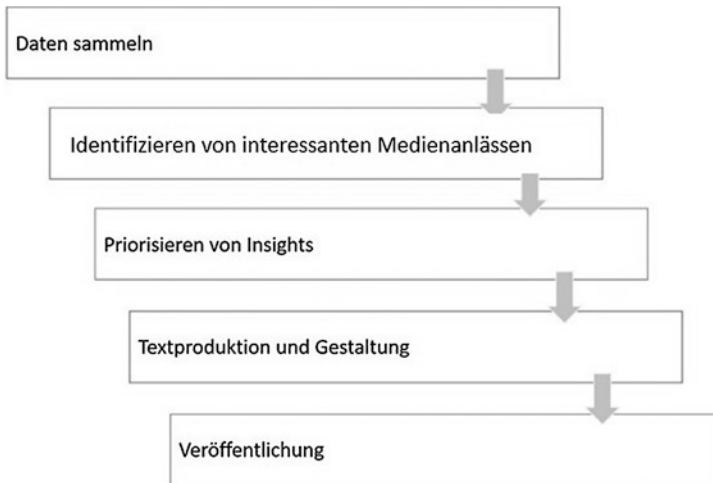 Daten sammeln
Identifizieren von interessanten Medienanlässen
Priorisieren von Insights
Textproduktion und Gestaltung
Veröffentlichung